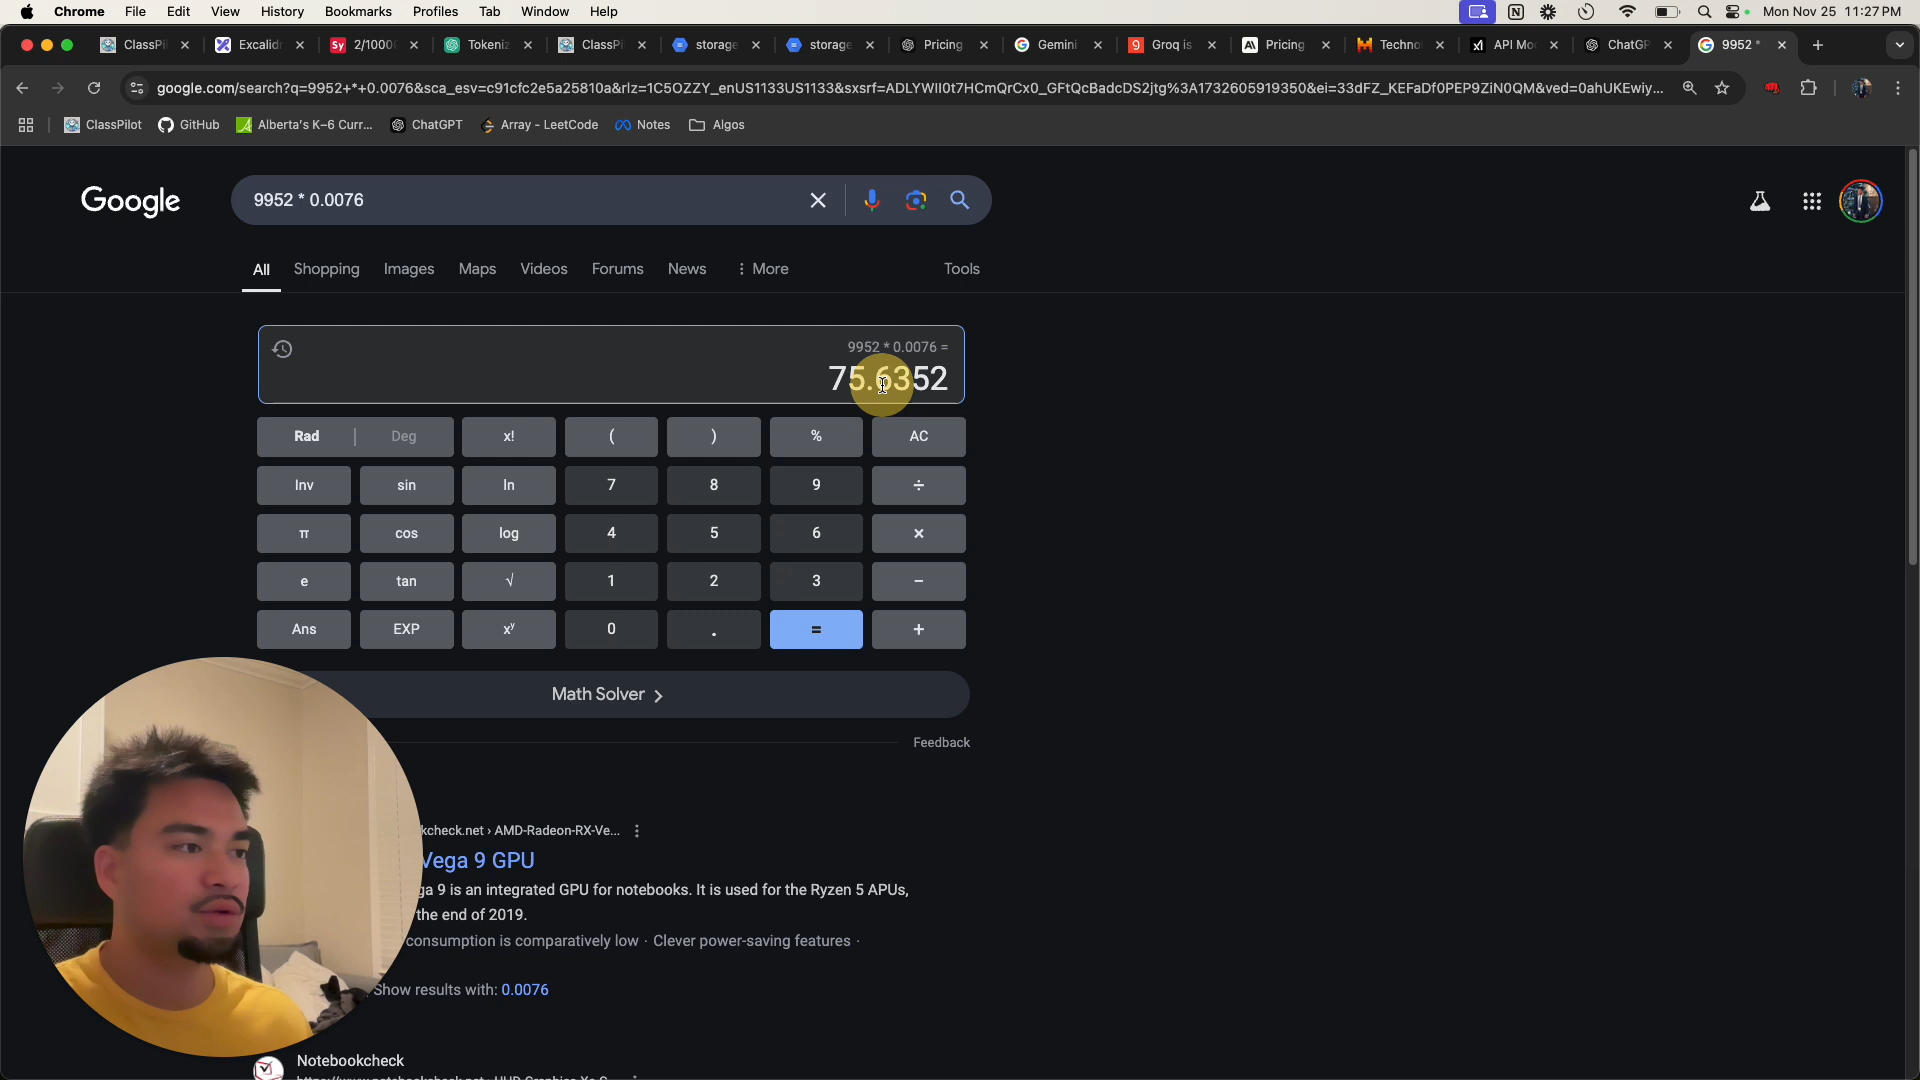 Chrome File Edit View History Bookmarks Profiles Tab Window Help Mon Nov 25 11:27 PM
ClassPil Excalidr 2/1000 Tokeniz ClassPil storage storage Pricing Gemini Groq is Pricing Techno API Mo ChatGP 9952 *
google.com/search?q=9952+*+0.0076&sca_esv=c91cfc2e5a25810a&rlz=1C5OZZY_enUS1133US1133&sxsrf=ADLYWII0t7HCmQrCx0_GFtQcBadcDS2jtg%3A1732605919350&ei=33dFZ_KEFaDf0PEP9ZiN0QM&ved=0ahUKEwiy...
ClassPilot GitHub Alberta's K–6 Curr... ChatGPT Array - LeetCode Notes Algos
Google 9952 * 0.0076
All Shopping Images Maps Videos Forums News More Tools
9952 * 0.0076 =
75.6352
Rad | Deg x! ( ) % AC
Inv sin ln 7 8 9 ÷
π cos log 4 5 6 ×
e tan √ 1 2 3 −
Ans EXP xʸ 0 . = +
Math Solver
Feedback
kcheck.net › AMD-Radeon-RX-Ve...
Vega 9 GPU
ga 9 is an integrated GPU for notebooks. It is used for the Ryzen 5 APUs,
the end of 2019.
consumption is comparatively low · Clever power-saving features ·
Show results with: 0.0076
Notebookcheck